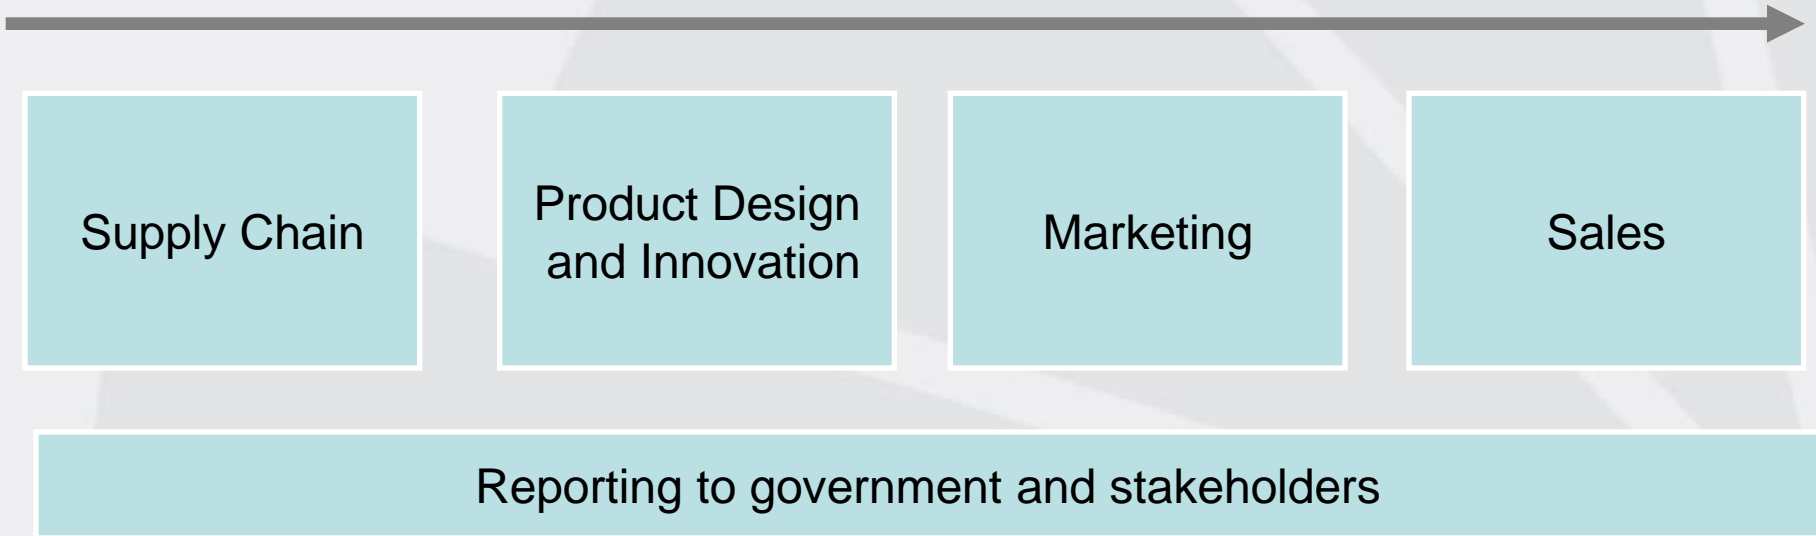 Supply Chain
Product Design
and Innovation
Marketing
Sales
Reporting to government and stakeholders